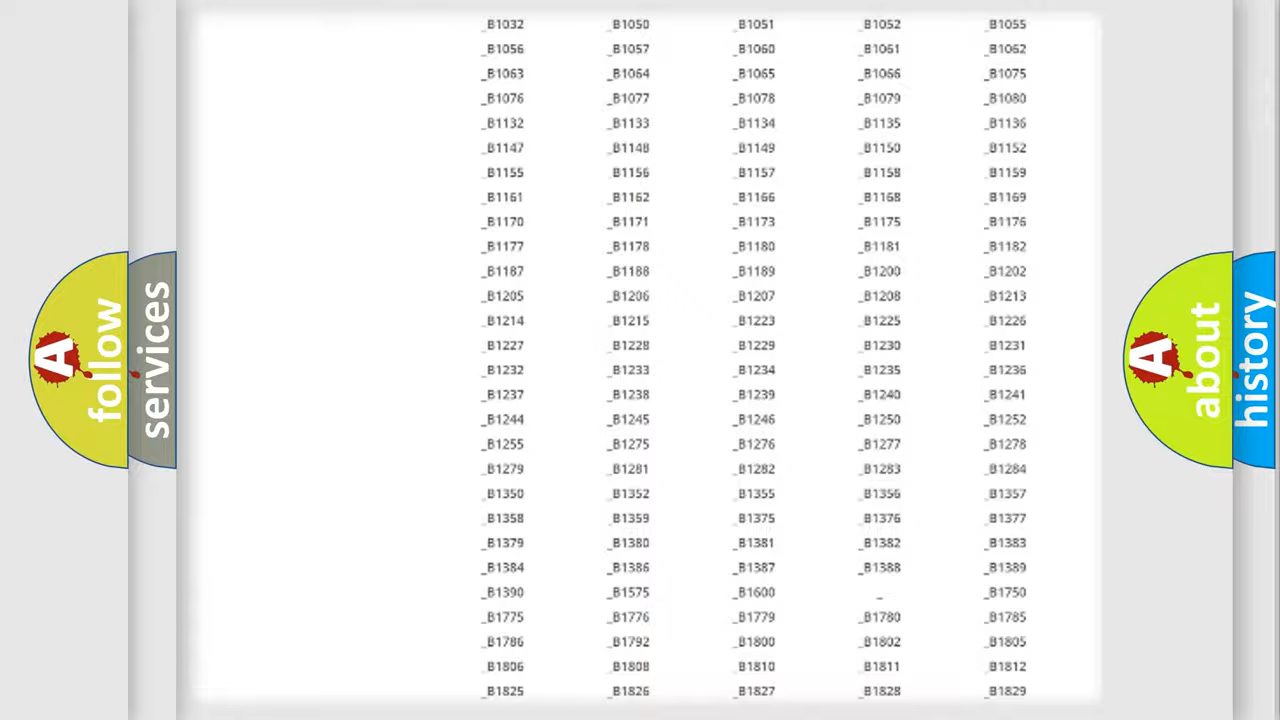 _B1032 _B1050 _B1051 _B1052 _B1055
_B1056 _B1057 _B1060 _B1061 _B1062
_B1063 _B1064 _B1065 _B1066 _B1075
_B1076 _B1077 _B1078 _B1079 _B1080
_B1132 _B1133 _B1134 _B1135 _B1136
_B1147 _B1148 _B1149 _B1150 _B1152
_B1155 _B1156 _B1157 _B1158 _B1159
_B1161 _B1162 _B1166 _B1168 _B1169
_B1170 _B1171 _B1173 _B1175 _B1176
_B1177 _B1178 _B1180 _B1181 _B1182
_B1187 _B1188 _B1189 _B1200 _B1202
_B1205 _B1206 _B1207 _B1208 _B1213
_B1214 _B1215 _B1223 _B1225 _B1226
_B1227 _B1228 _B1229 _B1230 _B1231
_B1232 _B1233 _B1234 _B1235 _B1236
_B1237 _B1238 _B1239 _B1240 _B1241
_B1244 _B1245 _B1246 _B1250 _B1252
_B1255 _B1275 _B1276 _B1277 _B1278
_B1279 _B1281 _B1282 _B1283 _B1284
_B1350 _B1352 _B1355 _B1356 _B1357
_B1358 _B1359 _B1375 _B1376 _B1377
_B1379 _B1380 _B1381 _B1382 _B1383
_B1384 _B1386 _B1387 _B1388 _B1389
_B1390 _B1575 _B1600 _ _B1750
_B1775 _B1776 _B1779 _B1780 _B1785
_B1786 _B1792 _B1800 _B1802 _B1805
_B1806 _B1808 _B1810 _B1811 _B1812
_B1825 _B1826 _B1827 _B1828 _B1829
A
follow
services
A
about
history